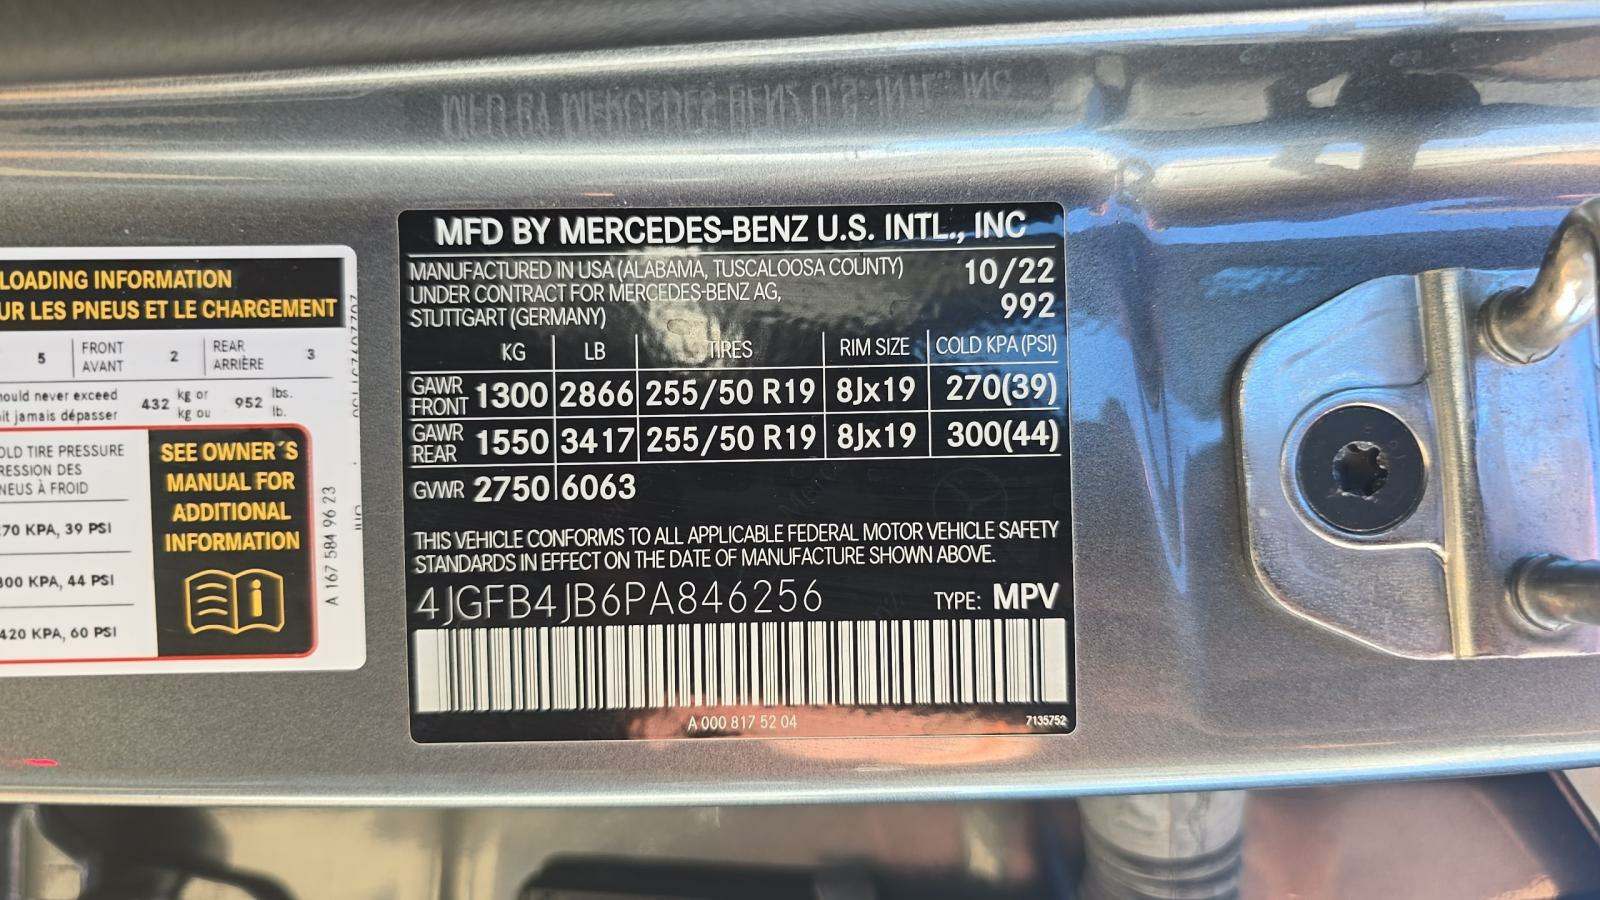 LOADING INFORMATION
UR LES PNEUS ET LE CHARGEMENT
5 FRONT AVANT 2 REAR ARRIÈRE 3
ould never exceed
it jamais dépasser
432 kg or kg ou 952 lbs. lb.
OLD TIRE PRESSURE
RESSION DES
NEUS À FROID
70 KPA, 39 PSI
300 KPA, 44 PSI
420 KPA, 60 PSI
SEE OWNER´S
MANUAL FOR
ADDITIONAL
INFORMATION
i
A 167 584 96 23
MFD BY MERCEDES-BENZ U.S. INTL., INC
MANUFACTURED IN USA (ALABAMA, TUSCALOOSA COUNTY) 10/22
UNDER CONTRACT FOR MERCEDES-BENZ AG, 992
STUTTGART (GERMANY)
KG LB TIRES RIM SIZE COLD KPA (PSI)
GAWR FRONT 1300 2866 255/50 R19 8Jx19 270(39)
GAWR REAR 1550 3417 255/50 R19 8Jx19 300(44)
GVWR 2750 6063
THIS VEHICLE CONFORMS TO ALL APPLICABLE FEDERAL MOTOR VEHICLE SAFETY
STANDARDS IN EFFECT ON THE DATE OF MANUFACTURE SHOWN ABOVE.
4JGFB4JB6PA846256 TYPE: MPV
A 000 817 52 04 7135752